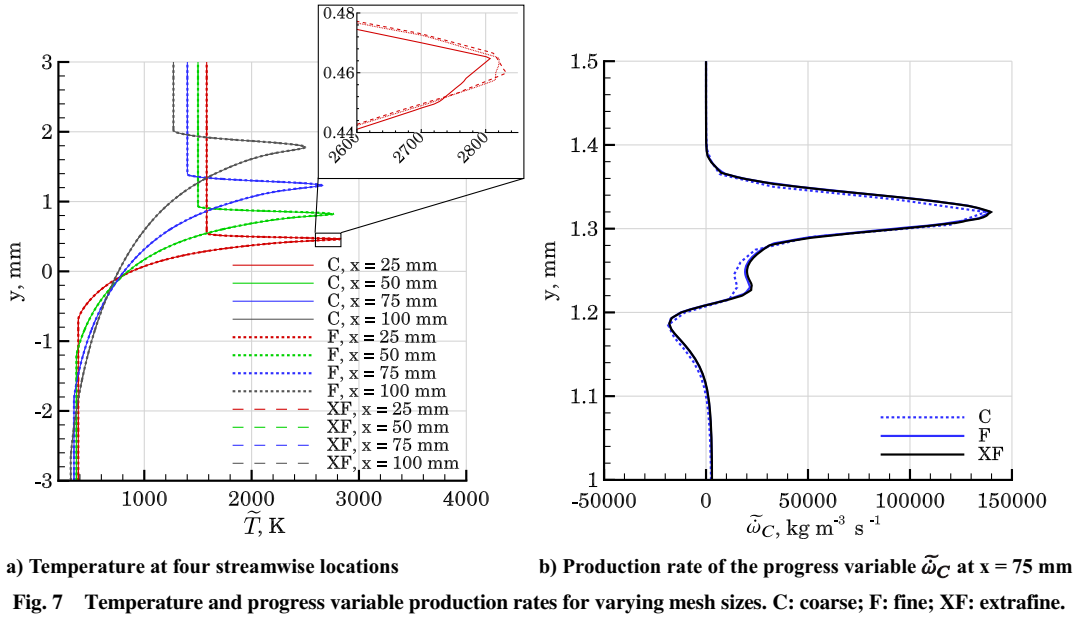 0.48
0.46
0.44
2600
2700
2800
3
2
1
0
-1
-2
-3
y, mm
1000
2000
3000
4000
T̃, K
C, x = 25 mm
C, x = 50 mm
C, x = 75 mm
C, x = 100 mm
F, x = 25 mm
F, x = 50 mm
F, x = 75 mm
F, x = 100 mm
XF, x = 25 mm
XF, x = 50 mm
XF, x = 75 mm
XF, x = 100 mm
1.5
1.4
1.3
1.2
1.1
1
y, mm
-50000
0
50000
100000
150000
C
F
XF
ω̇̃_C, kg m⁻³ s⁻¹
a) Temperature at four streamwise locations
b) Production rate of the progress variable ω̇̃_C at x = 75 mm
Fig. 7 Temperature and progress variable production rates for varying mesh sizes. C: coarse; F: fine; XF: extrafine.